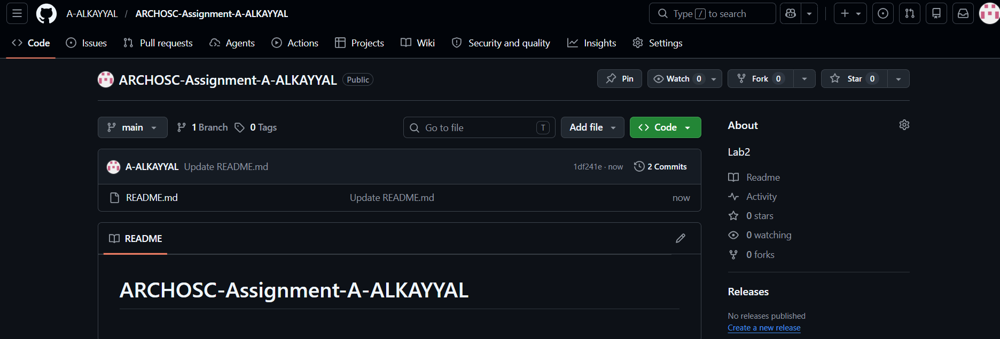 A-ALKAYYAL / ARCHOSC-Assignment-A-ALKAYYAL
Type / to search
Code Issues Pull requests Agents Actions Projects Wiki Security and quality Insights Settings
ARCHOSC-Assignment-A-ALKAYYAL Public
Pin Watch 0 Fork 0 Star 0
main 1 Branch 0 Tags
Go to file T Add file Code
A-ALKAYYAL Update README.md 1df241e · now 2 Commits
README.md Update README.md now
README
ARCHOSC-Assignment-A-ALKAYYAL
About
Lab2
Readme
Activity
0 stars
0 watching
0 forks
Releases
No releases published
Create a new release